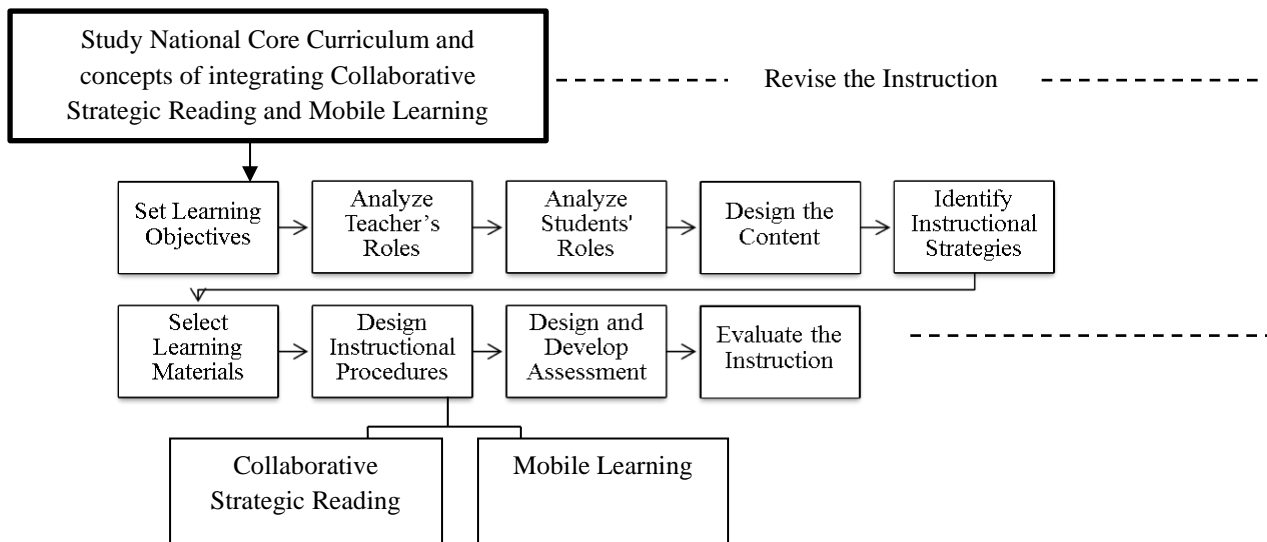 Study National Core Curriculum and
concepts of integrating Collaborative
Strategic Reading and Mobile Learning
Revise the Instruction
Set Learning
Objectives
Analyze
Teacher’s
Roles
Analyze
Students'
Roles
Design the
Content
Identify
Instructional
Strategies
Select
Learning
Materials
Design
Instructional
Procedures
Design and
Develop
Assessment
Evaluate the
Instruction
Collaborative
Strategic Reading
Mobile Learning